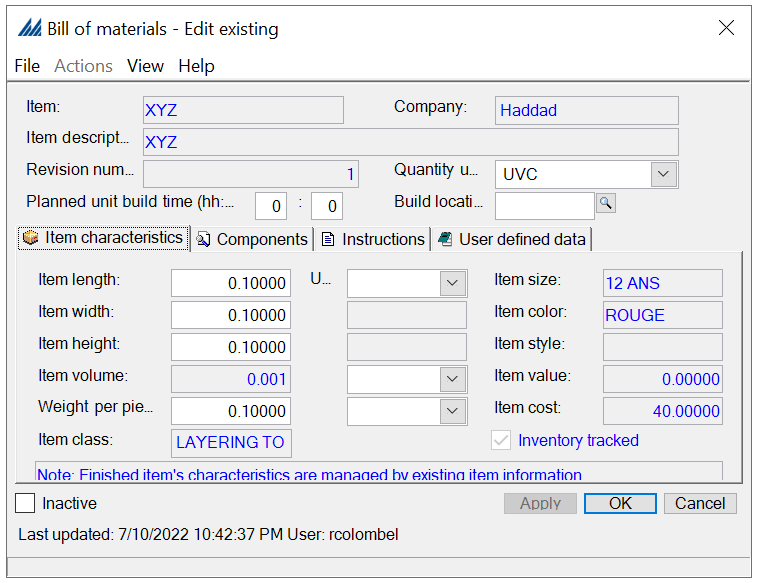 Bill of materials - Edit existing
File Actions View Help
Item: XYZ Company: Haddad
Item descript... XYZ
Revision num... 1 Quantity u... UVC
Planned unit build time (hh:... 0 : 0 Build locati...
Item characteristics Components Instructions User defined data
Item length: 0.10000 U... Item size: 12 ANS
Item width: 0.10000 Item color: ROUGE
Item height: 0.10000 Item style:
Item volume: 0.001 Item value: 0.00000
Weight per pie... 0.10000 Item cost: 40.00000
Item class: LAYERING TO Inventory tracked
Note: Finished item's characteristics are managed by existing item information
Inactive Apply OK Cancel
Last updated: 7/10/2022 10:42:37 PM User: rcolombel